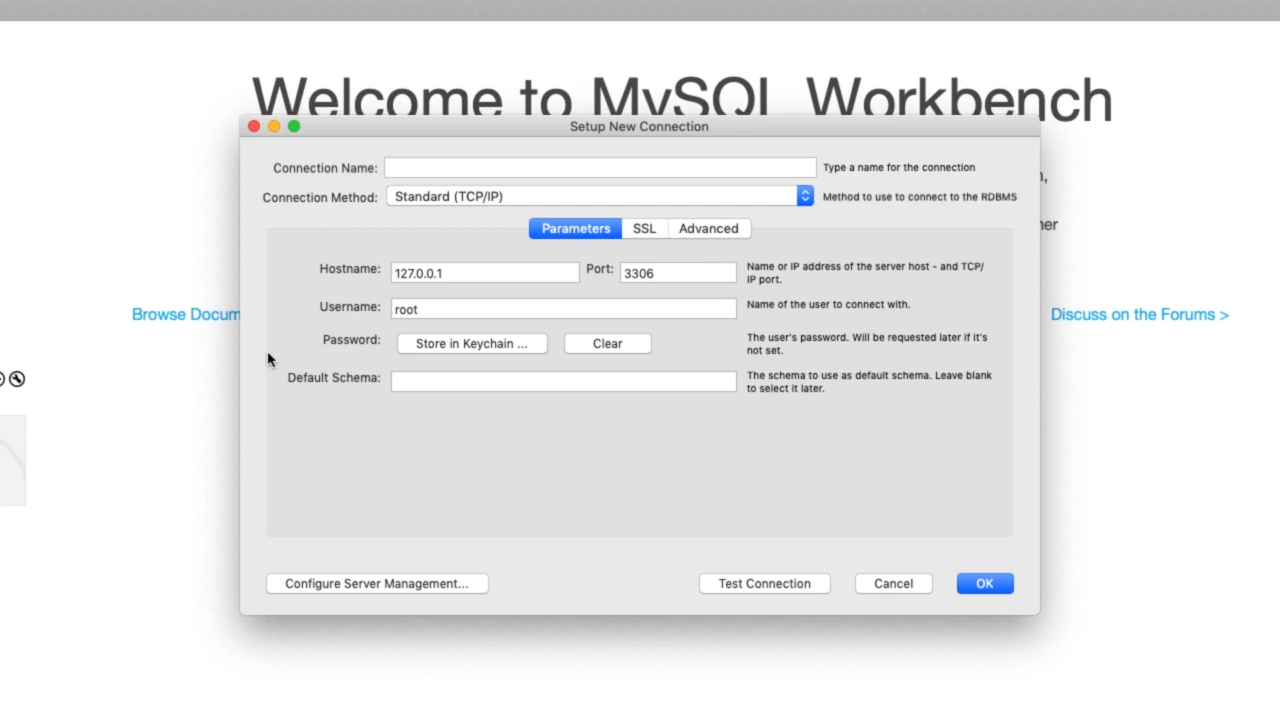 Welcome to MySQL Workbench
Setup New Connection
Connection Name:
Type a name for the connection
Connection Method:
Standard (TCP/IP)
Method to use to connect to the RDBMS
Parameters
SSL
Advanced
Hostname:
127.0.0.1
Port:
3306
Name or IP address of the server host - and TCP/
IP port.
Username:
root
Name of the user to connect with.
Password:
Store in Keychain ...
Clear
The user's password. Will be requested later if it's
not set.
Default Schema:
The schema to use as default schema. Leave blank
to select it later.
Browse Docum
Discuss on the Forums >
Configure Server Management...
Test Connection
Cancel
OK